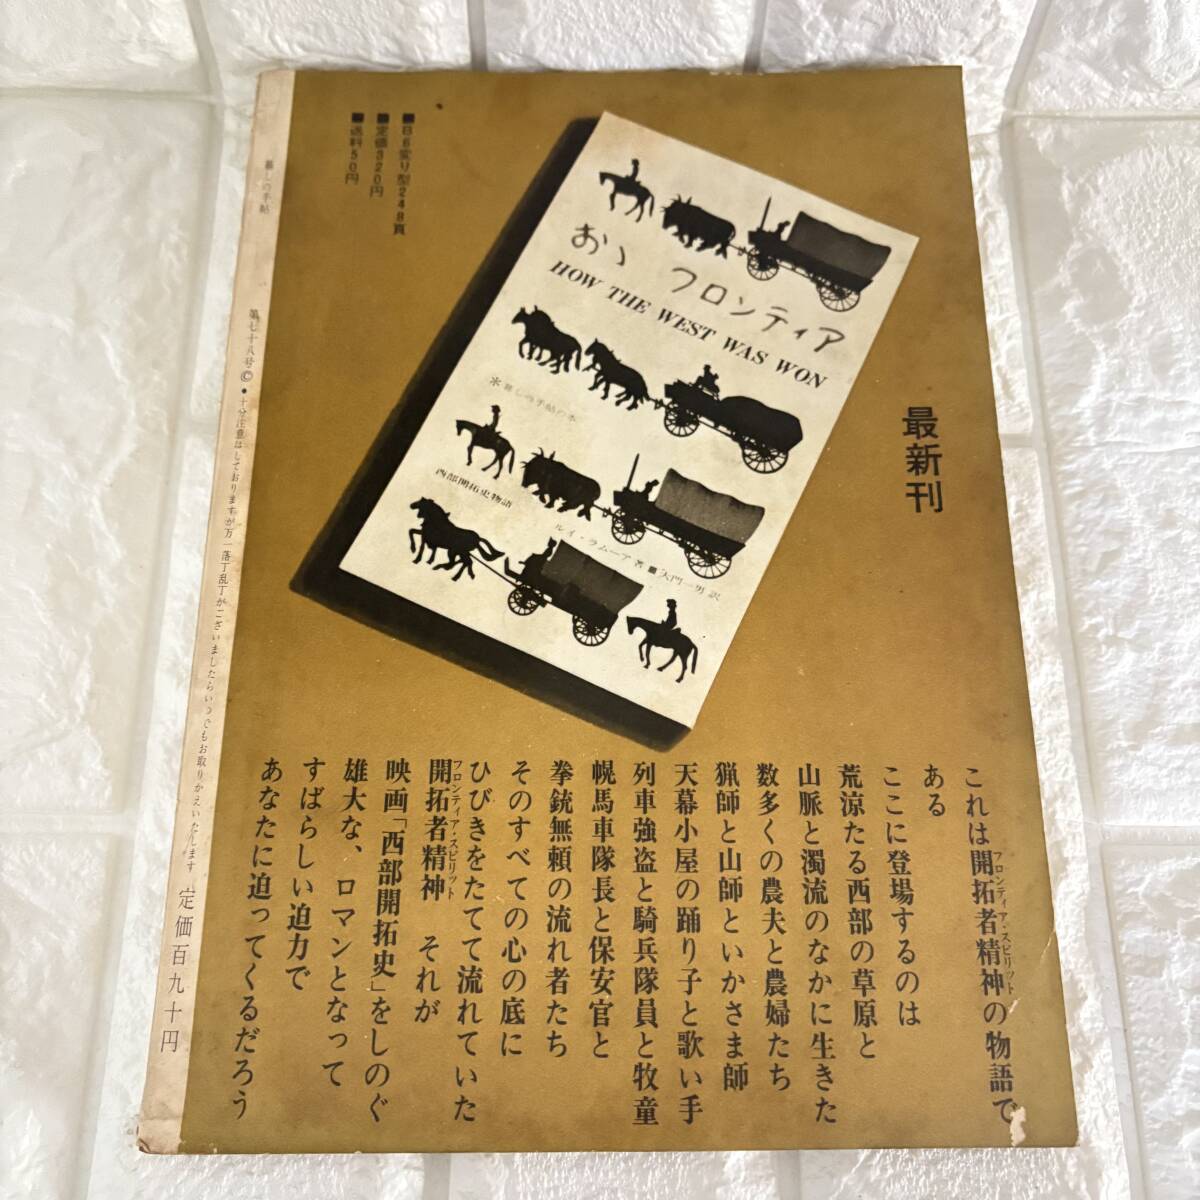 最新刊
■B6変り型248頁
■定価320円
■送料50円
おゝ フロンティア
HOW THE WEST WAS WON
＊暮しの手帖の本
西部開拓史物語
ルイ・ラムーア著■大門一男訳
これは開拓者精神の物語で
フロンティア・スピリット
ある
ここに登場するのは
荒涼たる西部の草原と
山脈と濁流のなかに生きた
数多くの農夫と農婦たち
猟師と山師といかさま師
天幕小屋の踊り子と歌い手
列車強盗と騎兵隊員と牧童
幌馬車隊長と保安官と
拳銃無頼の流れ者たち
そのすべての心の底に
ひびきをたてて流れていた
開拓者精神 それが
フロンティア・スピリット
映画「西部開拓史」をしのぐ
雄大な、ロマンとなって
すばらしい迫力で
あなたに迫ってくるだろう
暮しの手帖 第七十八号©●十分注意はしておりますが万一落丁乱丁がございましたらいつでもお取りかえいたします 定価百九十円